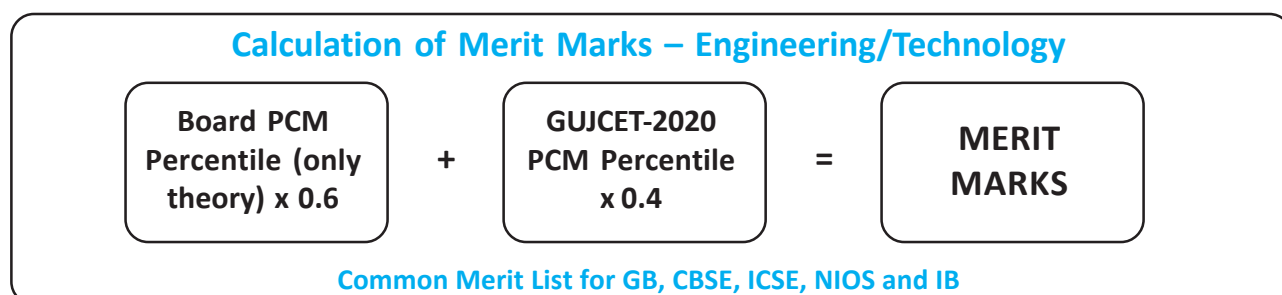 Calculation of Merit Marks – Engineering/Technology
Board PCM
Percentile (only
theory) x 0.6
+
GUJCET-2020
PCM Percentile
x 0.4
=
MERIT
MARKS
Common Merit List for GB, CBSE, ICSE, NIOS and IB